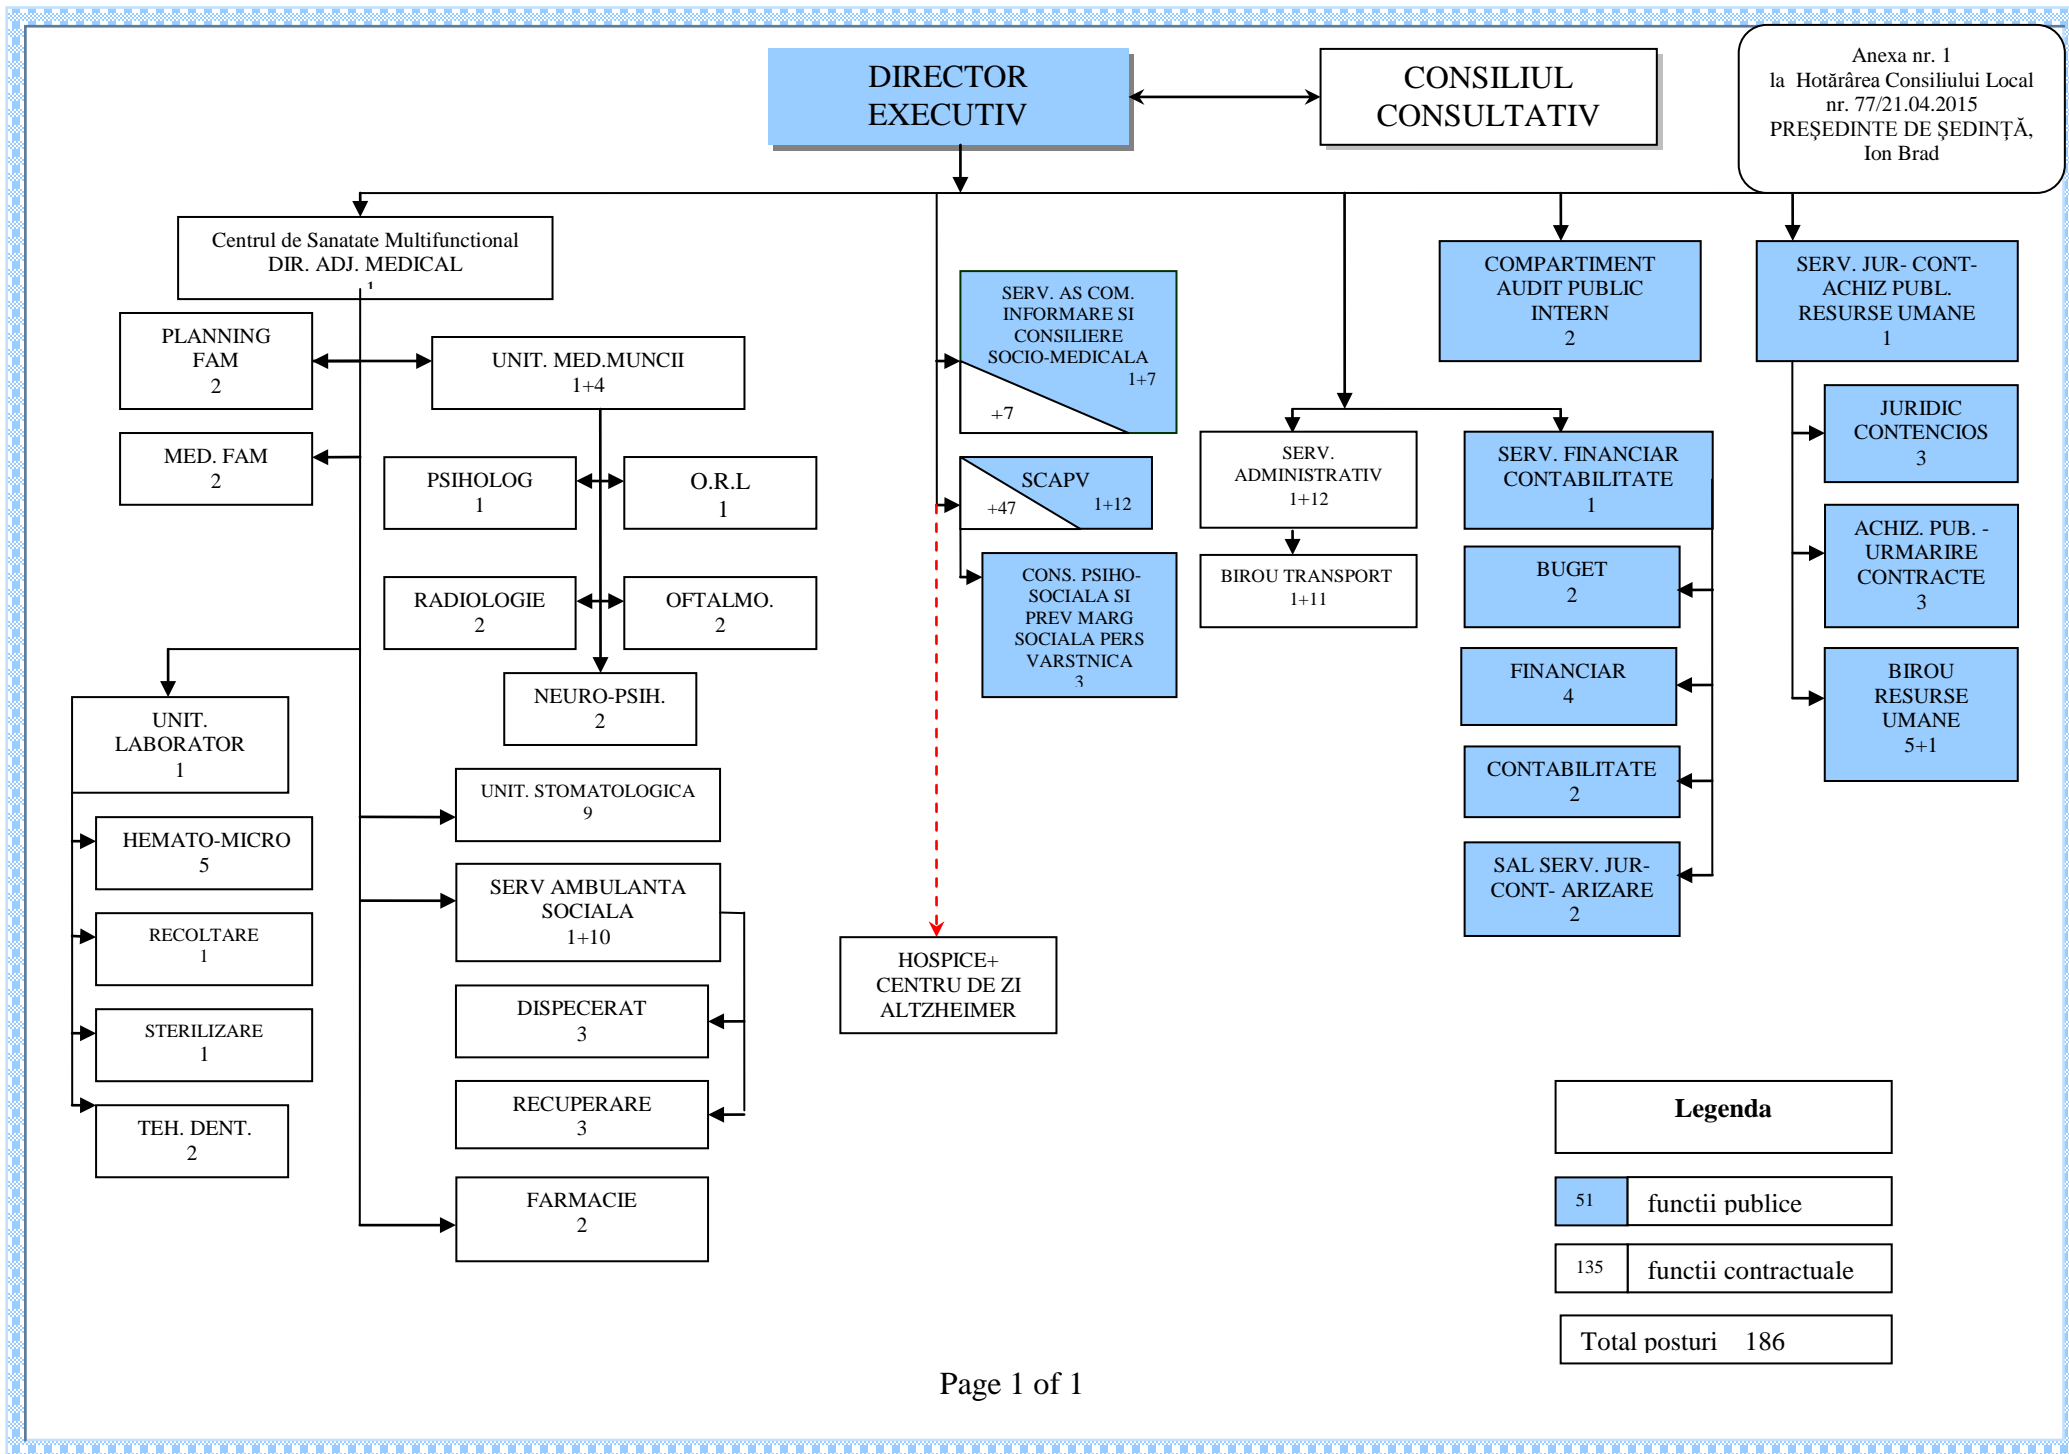 DIRECTOR
EXECUTIV
CONSILIUL
CONSULTATIV
Anexa nr. 1
la Hotărârea Consiliului Local
nr. 77/21.04.2015
PREŞEDINTE DE ŞEDINŢĂ,
Ion Brad
Centrul de Sanatate Multifunctional
DIR. ADJ. MEDICAL
1
PLANNING
FAM
2
UNIT. MED.MUNCII
1+4
MED. FAM
2
PSIHOLOG
1
O.R.L
1
RADIOLOGIE
2
OFTALMO.
2
NEURO-PSIH.
2
UNIT.
LABORATOR
1
HEMATO-MICRO
5
RECOLTARE
1
STERILIZARE
1
TEH. DENT.
2
UNIT. STOMATOLOGICA
9
SERV AMBULANTA
SOCIALA
1+10
DISPECERAT
3
RECUPERARE
3
FARMACIE
2
SERV. AS COM.
INFORMARE SI
CONSILIERE
SOCIO-MEDICALA
1+7
+7
SCAPV
1+12
+47
CONS. PSIHO-
SOCIALA SI
PREV MARG
SOCIALA PERS
VARSTNICA
3
HOSPICE+
CENTRU DE ZI
ALTZHEIMER
SERV.
ADMINISTRATIV
1+12
BIROU TRANSPORT
1+11
COMPARTIMENT
AUDIT PUBLIC
INTERN
2
SERV. FINANCIAR
CONTABILITATE
1
BUGET
2
FINANCIAR
4
CONTABILITATE
2
SAL SERV. JUR-
CONT- ARIZARE
2
SERV. JUR- CONT-
ACHIZ PUBL.
RESURSE UMANE
1
JURIDIC
CONTENCIOS
3
ACHIZ. PUB. -
URMARIRE
CONTRACTE
3
BIROU
RESURSE
UMANE
5+1
Legenda
51 functii publice
135 functii contractuale
Total posturi 186
Page 1 of 1